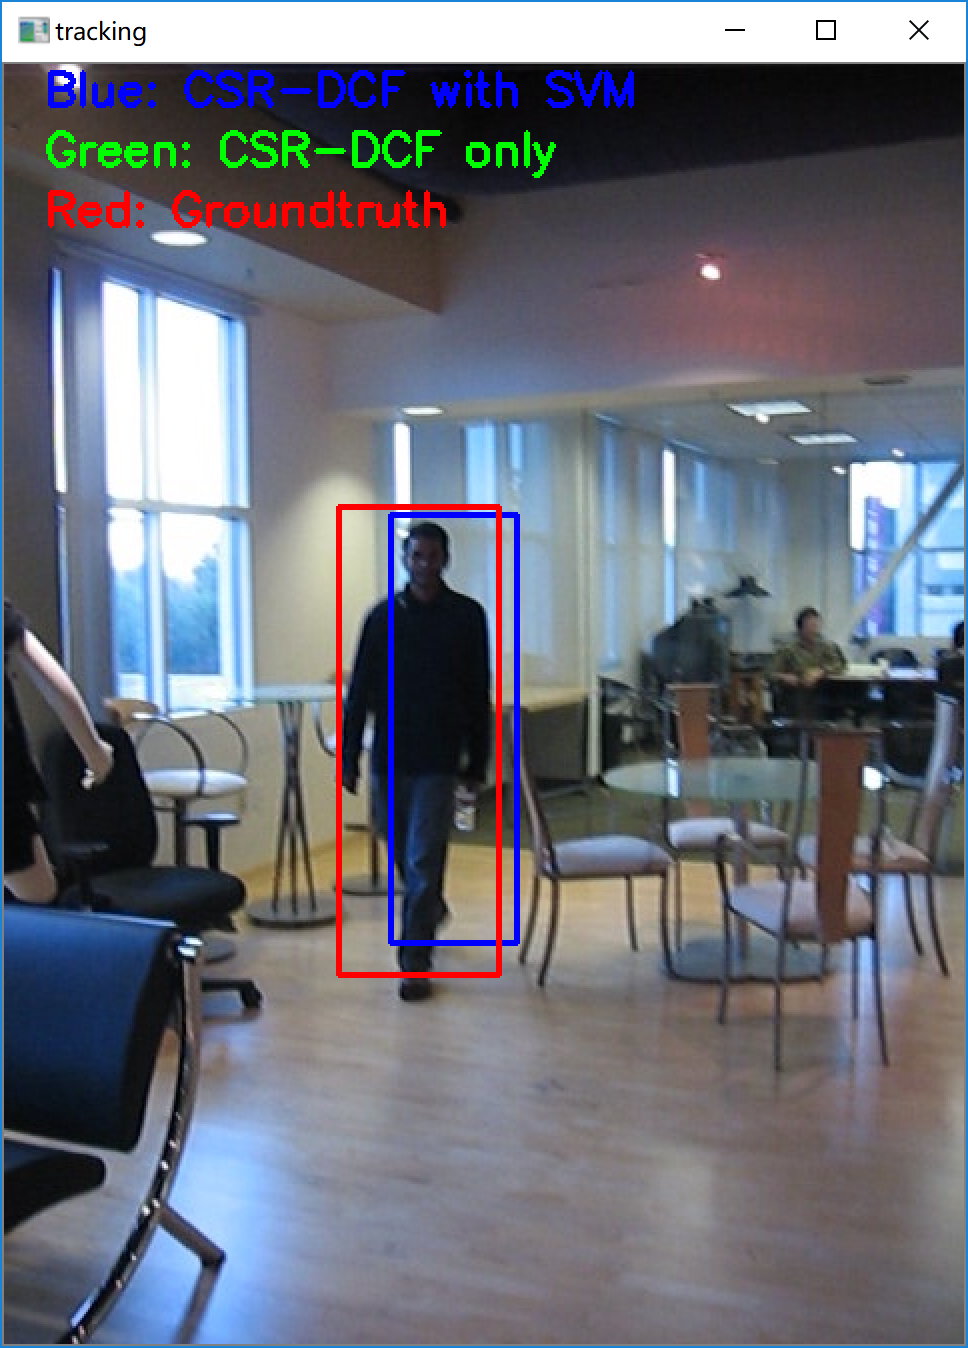 tracking
Blue: CSR-DCF with SVM
Green: CSR-DCF only
Red: Groundtruth